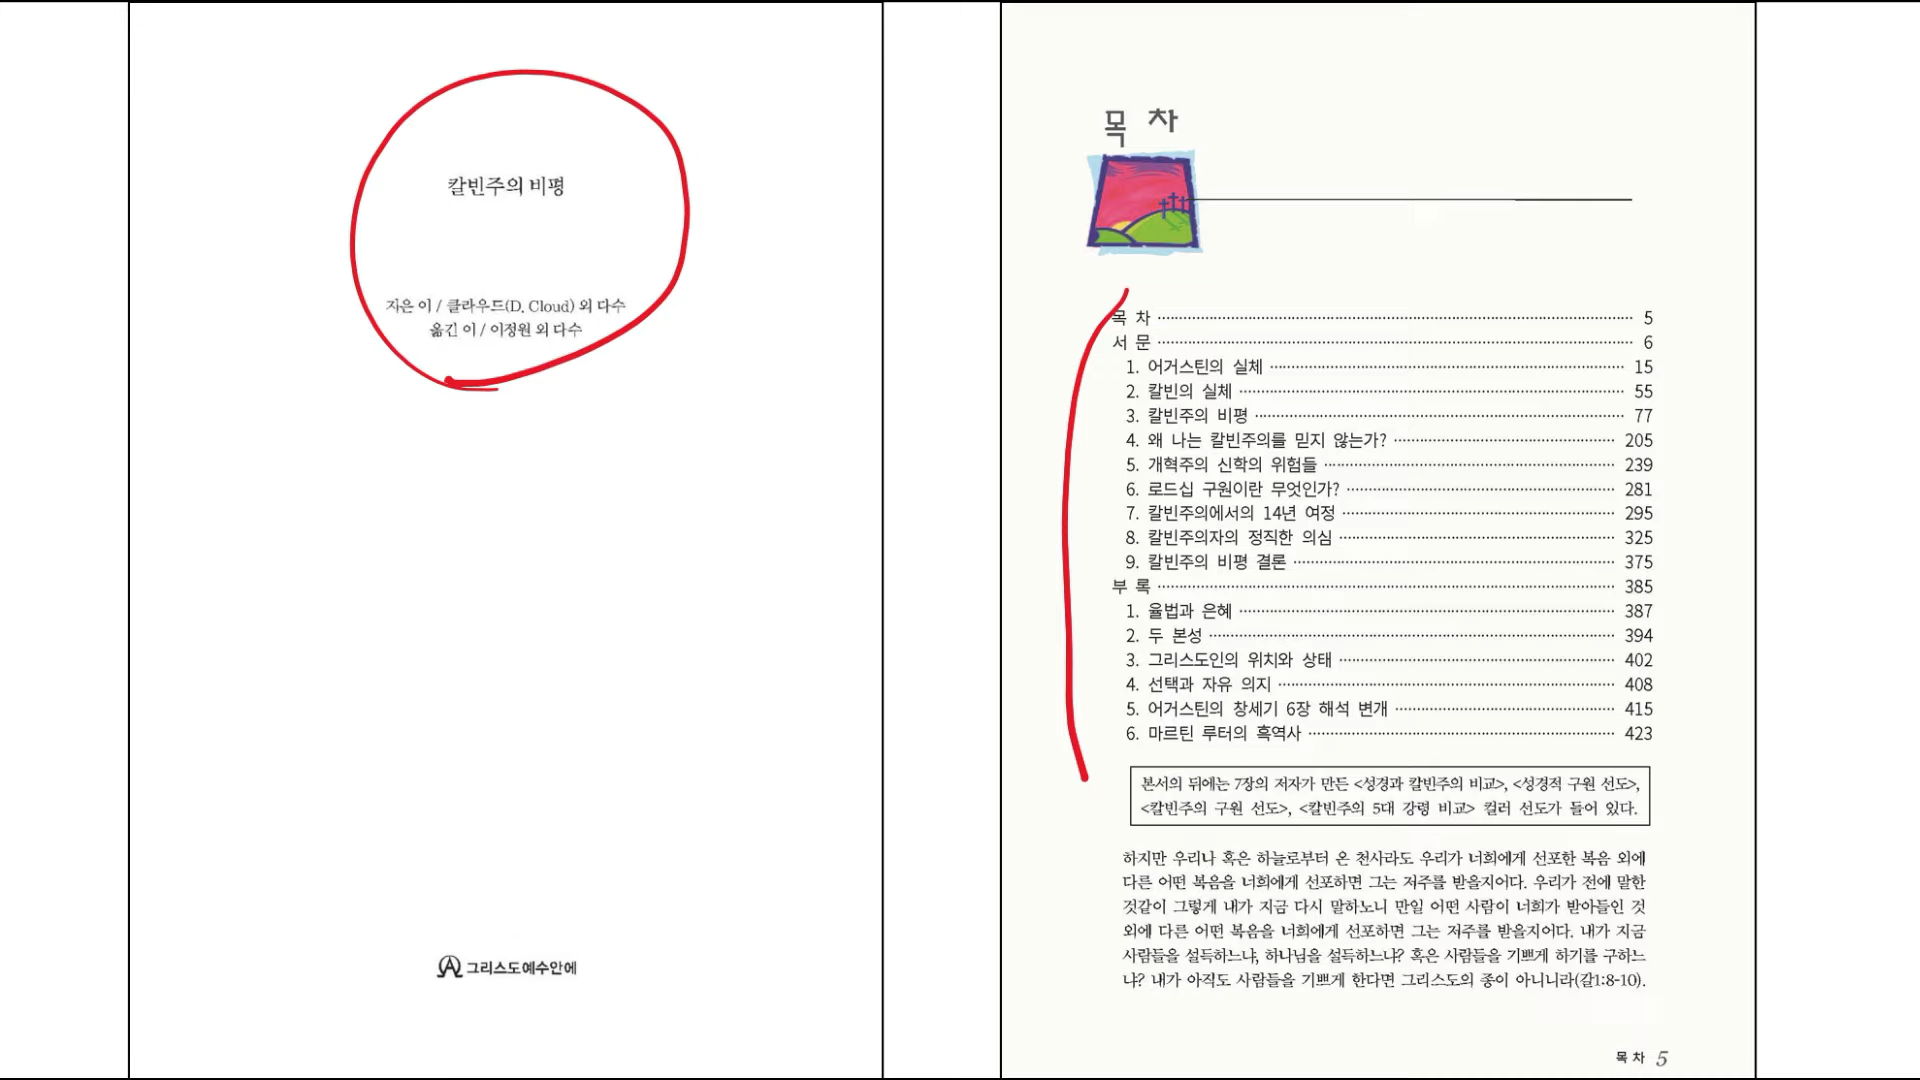 칼빈주의 비평
지은 이 / 클라우드(D. Cloud) 외 다수
옮긴 이 / 이정원 외 다수
그리스도예수안에
목 차
목 차 5
서 문 6
1. 어거스틴의 실체 15
2. 칼빈의 실체 55
3. 칼빈주의 비평 77
4. 왜 나는 칼빈주의를 믿지 않는가? 205
5. 개혁주의 신학의 위험들 239
6. 로드십 구원이란 무엇인가? 281
7. 칼빈주의에서의 14년 여정 295
8. 칼빈주의자의 정직한 의심 325
9. 칼빈주의 비평 결론 375
부 록 385
1. 율법과 은혜 387
2. 두 본성 394
3. 그리스도인의 위치와 상태 402
4. 선택과 자유 의지 408
5. 어거스틴의 창세기 6장 해석 변개 415
6. 마르틴 루터의 흑역사 423
본서의 뒤에는 7장의 저자가 만든 <성경과 칼빈주의 비교>, <성경적 구원 선도>,
<칼빈주의 구원 선도>, <칼빈주의 5대 강령 비교> 컬러 선도가 들어 있다.
하지만 우리나 혹은 하늘로부터 온 천사라도 우리가 너희에게 선포한 복음 외에
다른 어떤 복음을 너희에게 선포하면 그는 저주를 받을지어다. 우리가 전에 말한
것같이 그렇게 내가 지금 다시 말하노니 만일 어떤 사람이 너희가 받아들인 것
외에 다른 어떤 복음을 너희에게 선포하면 그는 저주를 받을지어다. 내가 지금
사람들을 설득하느냐, 하나님을 설득하느냐? 혹은 사람들을 기쁘게 하기를 구하느
냐? 내가 아직도 사람들을 기쁘게 한다면 그리스도의 종이 아니니라(갈1:8-10).
목 차 5